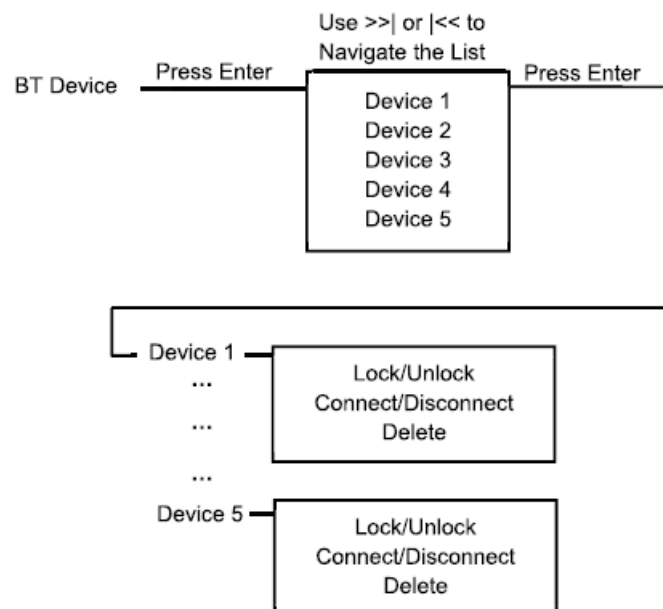 Use >>| or |<< to
Navigate the List
BT Device
Press Enter
Press Enter
Device 1
Device 2
Device 3
Device 4
Device 5
Device 1
...
...
...
Device 5
Lock/Unlock
Connect/Disconnect
Delete
Lock/Unlock
Connect/Disconnect
Delete